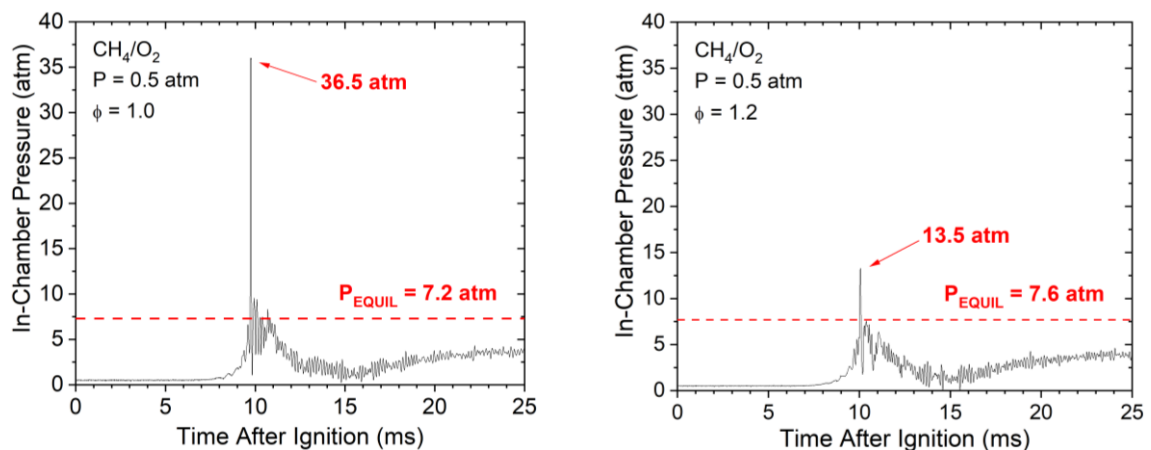 CH₄/O₂
P = 0.5 atm
ϕ = 1.0
36.5 atm
P_EQUIL = 7.2 atm
In-Chamber Pressure (atm)
40
35
30
25
20
15
10
5
0
0 5 10 15 20 25
Time After Ignition (ms)
CH₄/O₂
P = 0.5 atm
ϕ = 1.2
13.5 atm
P_EQUIL = 7.6 atm
In-Chamber Pressure (atm)
40
35
30
25
20
15
10
5
0
0 5 10 15 20 25
Time After Ignition (ms)